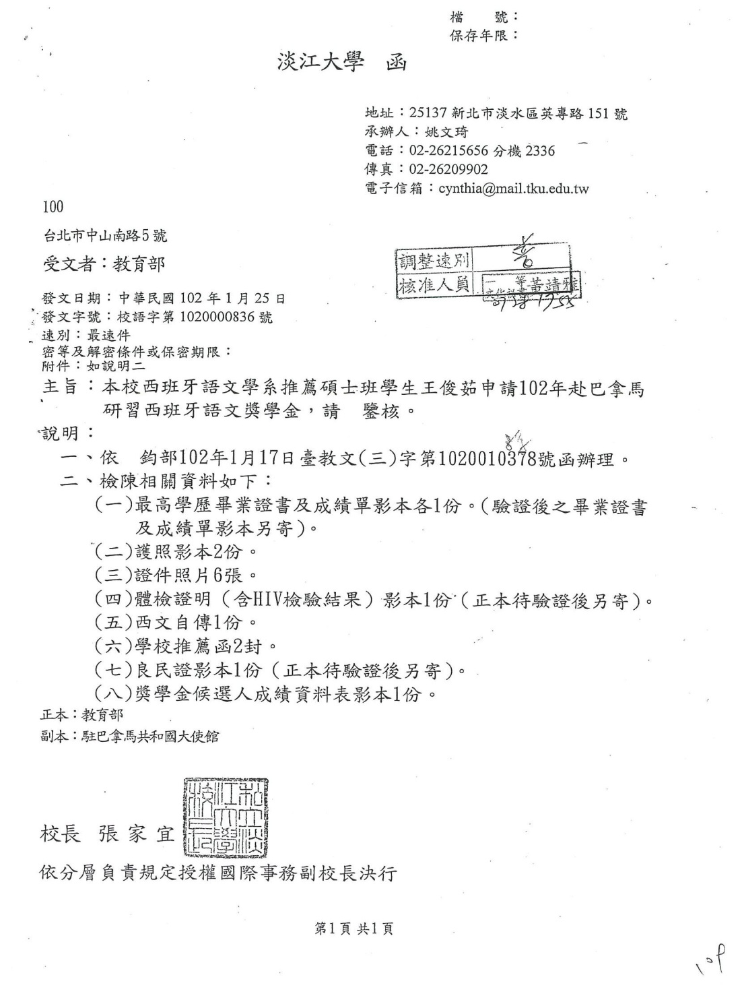 檔　　號：
保存年限：
淡江大學　函
地址：25137 新北市淡水區英專路 151 號
承辦人：姚文琦
電話：02-26215656 分機 2336
傳真：02-26209902
電子信箱：cynthia@mail.tku.edu.tw
100
台北市中山南路5號
受文者：教育部
調整速別 普
核准人員 一等 黃靖雅
發文日期：中華民國 102 年 1 月 25 日
發文字號：校語字第 1020000836 號
速別：最速件
密等及解密條件或保密期限：
附件：如說明二
主旨：本校西班牙語文學系推薦碩士班學生王俊茹申請102年赴巴拿馬
研習西班牙語文獎學金，請　鑒核。
說明：
一、依　鈞部102年1月17日臺教文(三)字第1020010378號函辦理。
二、檢陳相關資料如下：
(一)最高學歷畢業證書及成績單影本各1份。(驗證後之畢業證書
及成績單影本另寄)。
(二)護照影本2份。
(三)證件照片6張。
(四)體檢證明（含HIV檢驗結果）影本1份（正本待驗證後另寄)。
(五)西文自傳1份。
(六)學校推薦函2封。
(七)良民證影本1份（正本待驗證後另寄)。
(八)獎學金候選人成績資料表影本1份。
正本：教育部
副本：駐巴拿馬共和國大使館
私立淡江大學校長
校長 張家宜
依分層負責規定授權國際事務副校長決行
第1頁 共1頁
109